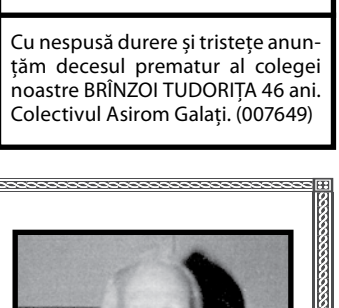 Cu nespusă durere și tristețe anun-
țăm decesul prematur al colegei
noastre BRÎNZOI TUDORIȚA 46 ani.
Colectivul Asirom Galați. (007649)